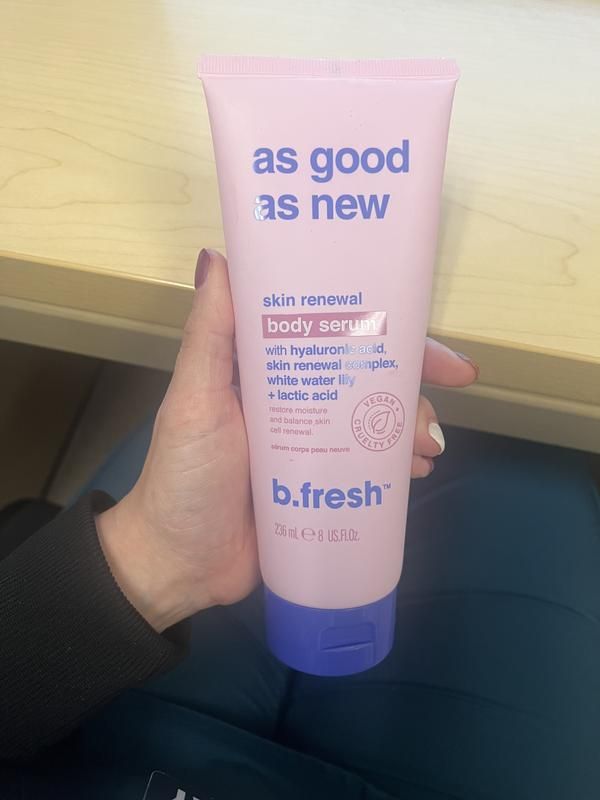 as good
as new
skin renewal
body serum
with hyaluronic acid,
skin renewal complex,
white water lily
+ lactic acid
restore moisture
and balance skin
cell renewal.
sérum corps peau neuve
VEGAN +
CRUELTY FREE
b.fresh™
236 mL ℮ 8 US.Fl.Oz.